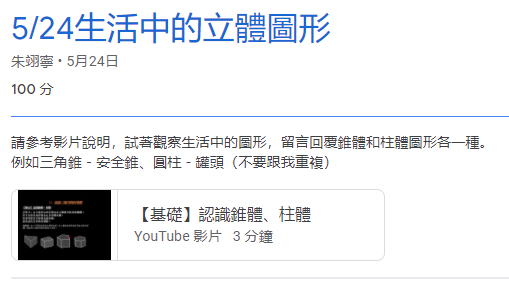 5/24生活中的立體圖形
朱翊寧 • 5月24日
100 分
請參考影片說明，試著觀察生活中的圖形，留言回覆錐體和柱體圖形各一種。
例如三角錐 - 安全錐、圓柱 - 罐頭（不要跟我重複）
【基礎】認識錐體、柱體
YouTube 影片 3 分鐘